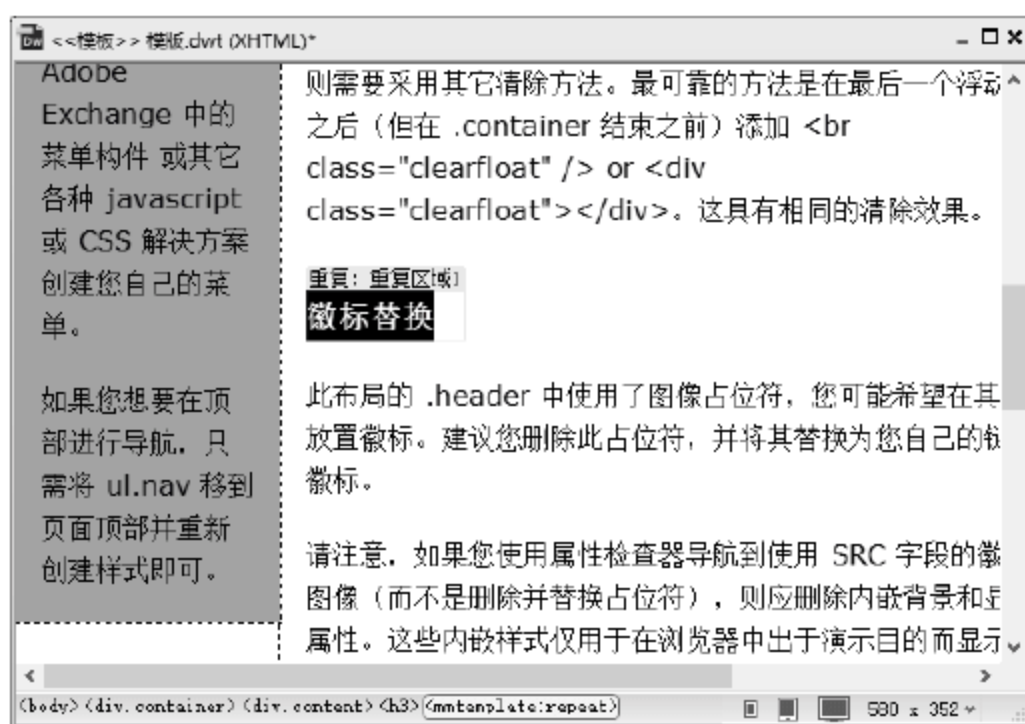 <<模板>> 模版.dwt (XHTML)*
Adobe
Exchange 中的
菜单构件 或其它
各种 javascript
或 CSS 解决方案
创建您自己的菜
单。
如果您想要在顶
部进行导航，只
需将 ul.nav 移到
页面顶部并重新
创建样式即可。
则需要采用其它清除方法。最可靠的方法是在最后一个浮动
之后（但在 .container 结束之前）添加 <br
class="clearfloat" /> or <div
class="clearfloat"></div>。这具有相同的清除效果。
重复: 重复区域1
徽标替换
此布局的 .header 中使用了图像占位符，您可能希望在其
放置徽标。建议您删除此占位符，并将其替换为您自己的链
徽标。
请注意，如果您使用属性检查器导航到使用 SRC 字段的徽
图像（而不是删除并替换占位符），则应删除内嵌背景和显
属性。这些内嵌样式仅用于在浏览器中出于演示目的而显示
<body> <div.container> <div.content> <h3> <mmtemplate:repeat>
580 x 352